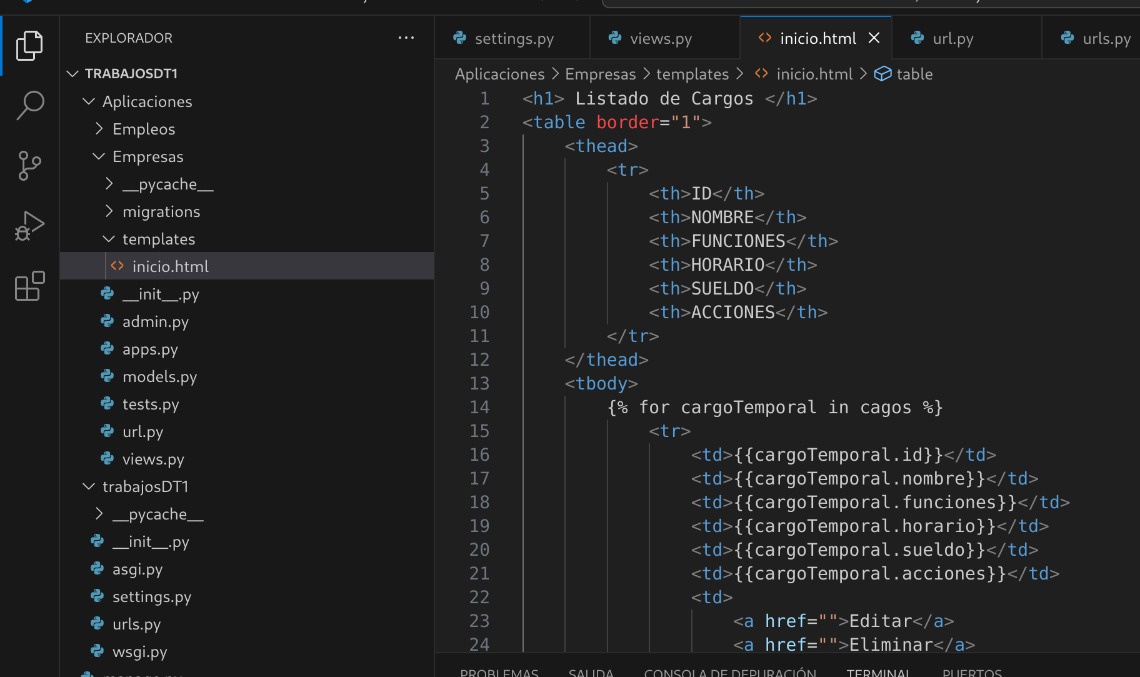 EXPLORADOR
TRABAJOSDT1
Aplicaciones
Empleos
Empresas
__pycache__
migrations
templates
inicio.html
__init__.py
admin.py
apps.py
models.py
tests.py
url.py
views.py
trabajosDT1
__pycache__
__init__.py
asgi.py
settings.py
urls.py
wsgi.py
settings.py views.py inicio.html url.py urls.py
Aplicaciones > Empresas > templates > inicio.html > table
1 <h1> Listado de Cargos </h1>
2 <table border="1">
3 <thead>
4 <tr>
5 <th>ID</th>
6 <th>NOMBRE</th>
7 <th>FUNCIONES</th>
8 <th>HORARIO</th>
9 <th>SUELDO</th>
10 <th>ACCIONES</th>
11 </tr>
12 </thead>
13 <tbody>
14 {% for cargoTemporal in cagos %}
15 <tr>
16 <td>{{cargoTemporal.id}}</td>
17 <td>{{cargoTemporal.nombre}}</td>
18 <td>{{cargoTemporal.funciones}}</td>
19 <td>{{cargoTemporal.horario}}</td>
20 <td>{{cargoTemporal.sueldo}}</td>
21 <td>{{cargoTemporal.acciones}}</td>
22 <td>
23 <a href="">Editar</a>
24 <a href="">Eliminar</a>
PROBLEMAS SALIDA CONSOLA DE DEPURACIÓN TERMINAL PUERTOS